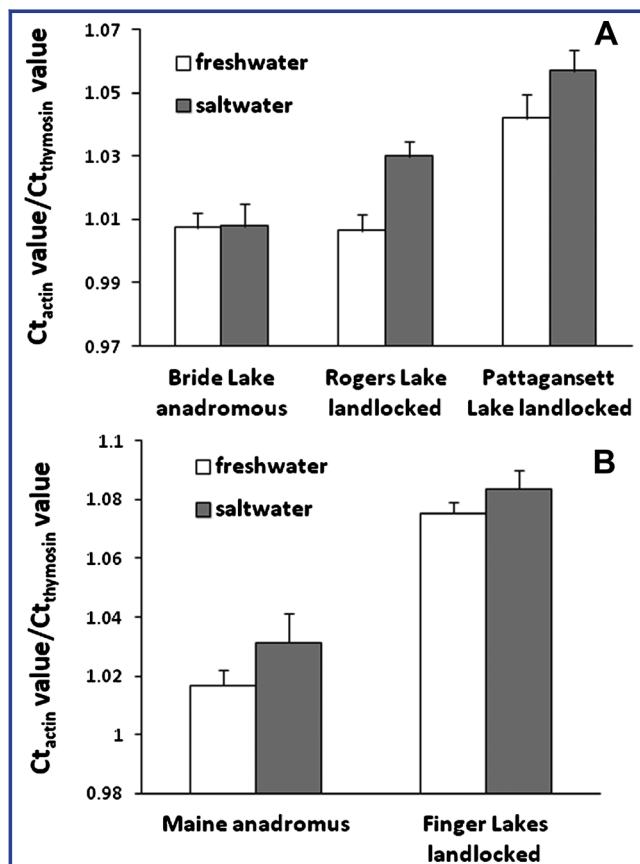 A
Ct_actin value/Ct_thymosin value
1.07
1.05
1.03
1.01
0.99
0.97
freshwater
saltwater
Bride Lake
anadromous
Rogers Lake
landlocked
Pattagansett
Lake landlocked
B
Ct_actin value/Ct_thymosin value
1.1
1.08
1.06
1.04
1.02
1
0.98
freshwater
saltwater
Maine anadromus
Finger Lakes
landlocked